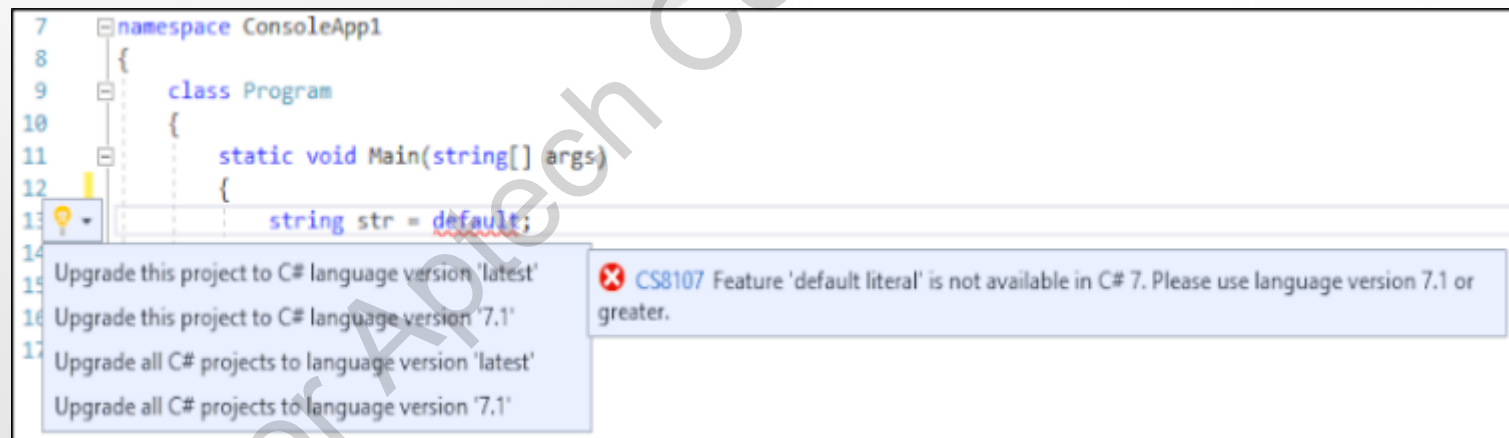 7 namespace ConsoleApp1
8 {
9 class Program
10 {
11 static void Main(string[] args)
12 {
13 string str = default;
14
Upgrade this project to C# language version 'latest'
CS8107 Feature 'default literal' is not available in C# 7. Please use language version 7.1 or
greater.
15
16 Upgrade this project to C# language version '7.1'
17
Upgrade all C# projects to language version 'latest'
Upgrade all C# projects to language version '7.1'
or Aptech C